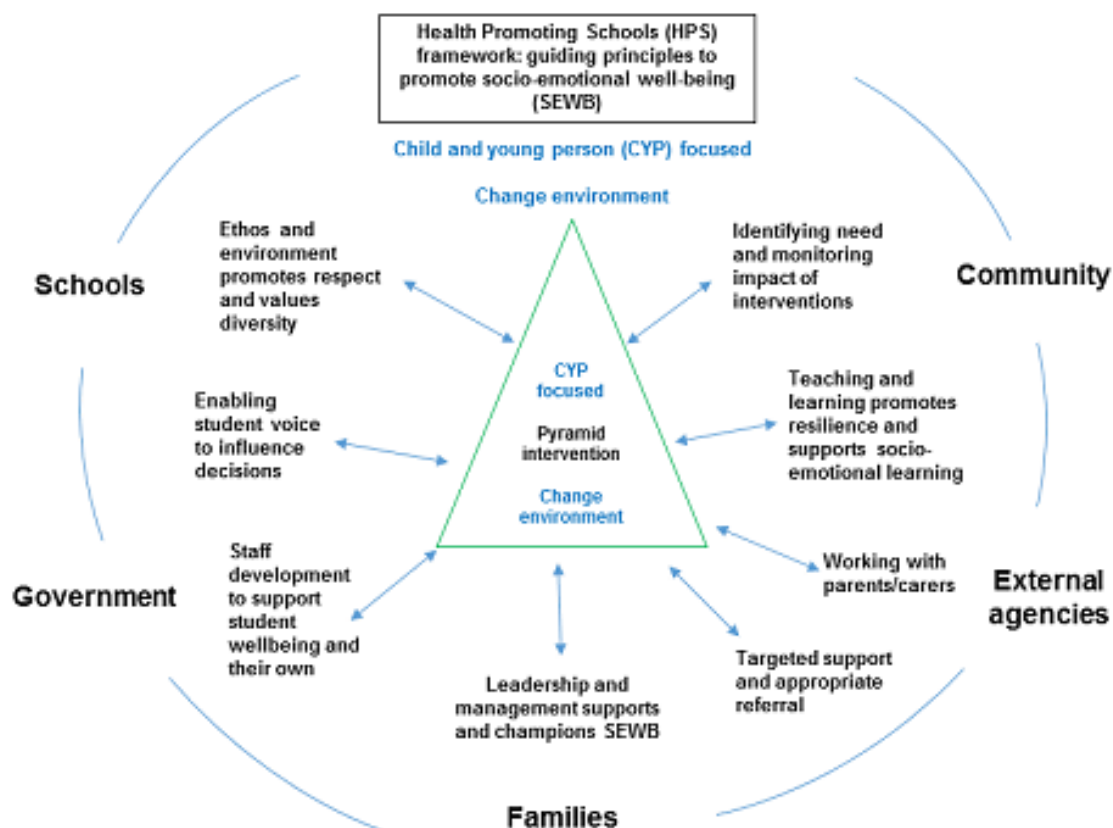 Health Promoting Schools (HPS)
framework: guiding principles to
promote socio-emotional well-being
(SEWB)
Child and young person (CYP) focused
Change environment
Ethos and
environment
promotes respect
and values
diversity
Identifying need
and monitoring
impact of
interventions
Schools
Community
CYP
focused
Pyramid
intervention
Change
environment
Enabling
student voice
to influence
decisions
Teaching and
learning promotes
resilience and
supports socio-
emotional learning
Staff
development
to support
student
wellbeing and
their own
Working with
parents/carers
Government
External
agencies
Leadership and
management supports
and champions SEWB
Targeted support
and appropriate
referral
Families